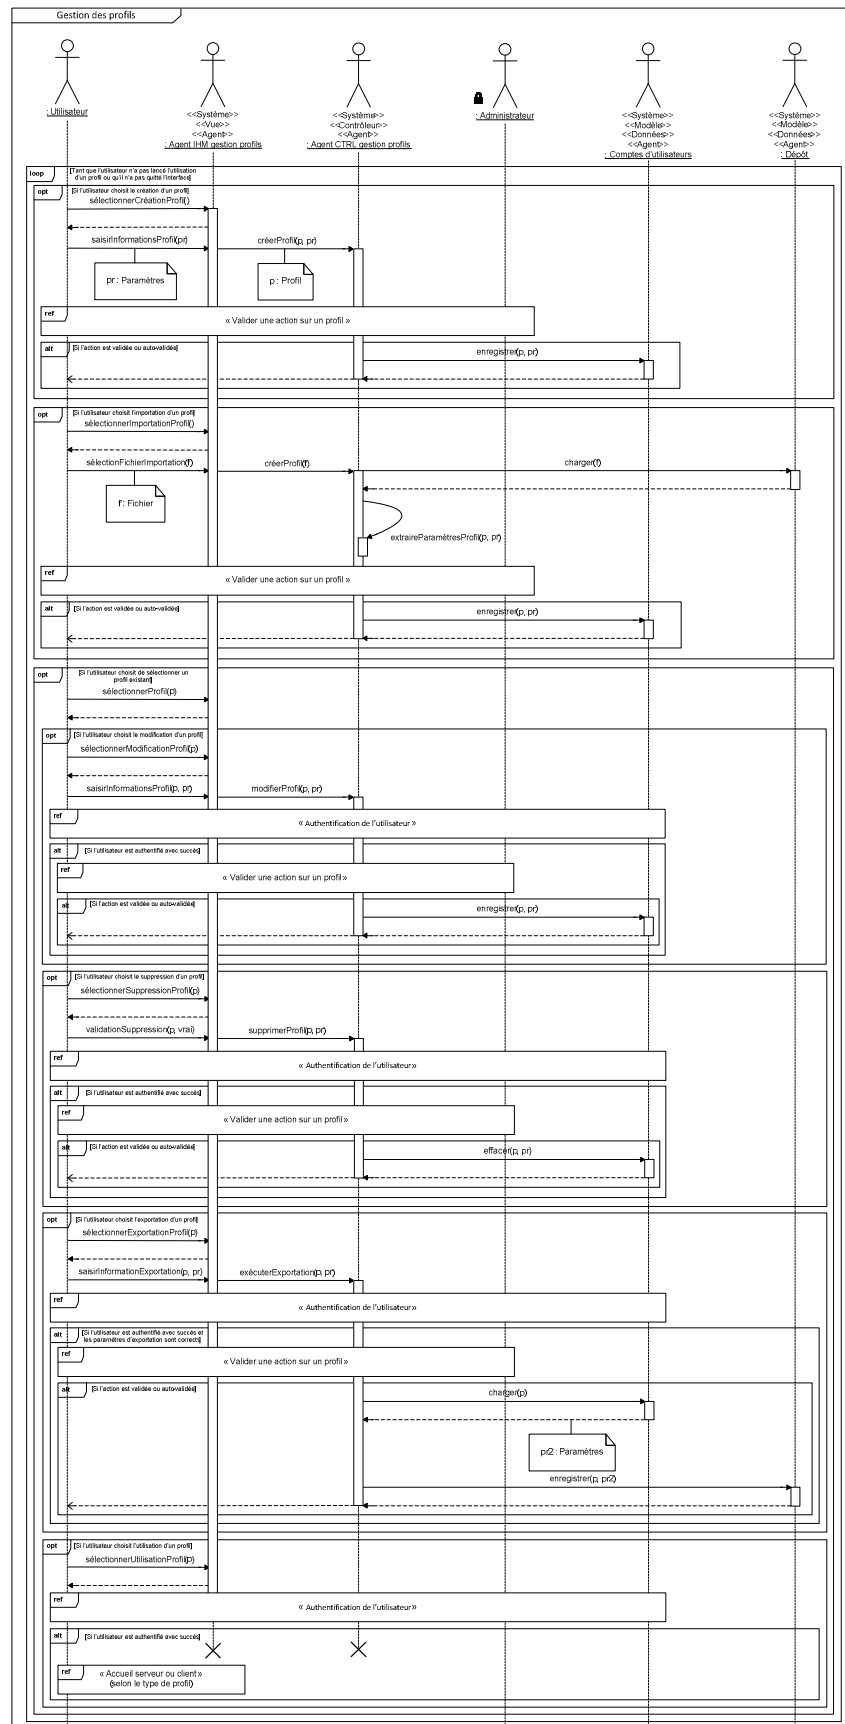 Gestion des profils
: Utilisateur
<<Système>>
<<Vue>>
<<Agent>>
: Agent IHM gestion profils
<<Système>>
<<Contrôleur>>
<<Agent>>
: Agent CTRL gestion profils
: Administrateur
<<Système>>
<<Modèle>>
<<Données>>
<<Agent>>
: Comptes d'utilisateurs
<<Système>>
<<Modèle>>
<<Données>>
<<Agent>>
: Dépôt
loop
[Tant que l'utilisateur n'a pas lancé l'utilisation
d'un profil ou qu'il n'a pas quitté l'interface]
opt
[Si l'utilisateur choisit le création d'un profil]
sélectionnerCréationProfil()
saisirInformationsProfil(pr)
créerProfil(p, pr)
pr : Paramètres
p : Profil
ref
« Valider une action sur un profil »
alt
[Si l'action est validée ou auto-validée]
enregistrer(p, pr)
opt
[Si l'utilisateur choisit l'importation d'un profil]
sélectionnerImportationProfil()
sélectionFichierImportation(f)
créerProfil(f)
charger(f)
f : Fichier
extraireParamètresProfil(p, pr)
ref
« Valider une action sur un profil »
alt
[Si l'action est validée ou auto-validée]
enregistrer(p, pr)
opt
[Si l'utilisateur choisit de sélectionner un
profil existant]
sélectionnerProfil(p)
opt
[Si l'utilisateur choisit le modification d'un profil]
sélectionnerModificationProfil(p)
saisirInformationsProfil(p, pr)
modifierProfil(p, pr)
ref
« Authentification de l'utilisateur »
alt
[Si l'utilisateur est authentifié avec succès]
ref
« Valider une action sur un profil »
alt
[Si l'action est validée ou auto-validée]
enregistrer(p, pr)
opt
[Si l'utilisateur choisit le suppression d'un profil]
sélectionnerSuppressionProfil(p)
validationSuppression(p, vrai)
supprimerProfil(p, pr)
ref
« Authentification de l'utilisateur »
alt
[Si l'utilisateur est authentifié avec succès]
ref
« Valider une action sur un profil »
alt
[Si l'action est validée ou auto-validée]
effacer(p, pr)
opt
[Si l'utilisateur choisit l'exportation d'un profil]
sélectionnerExportationProfil(p)
saisirInformationExportation(p, pr)
exécuterExportation(p, pr)
ref
« Authentification de l'utilisateur »
alt
[Si l'utilisateur est authentifié avec succès et
les paramètres d'exportation sont corrects]
ref
« Valider une action sur un profil »
alt
[Si l'action est validée ou auto-validée]
charger(p)
pr2 : Paramètres
enregistrer(p, pr2)
opt
[Si l'utilisateur choisit l'utilisation d'un profil]
sélectionnerUtilisationProfil(p)
ref
« Authentification de l'utilisateur »
alt
[Si l'utilisateur est authentifié avec succès]
ref
« Accueil serveur ou client »
(selon le type de profil)